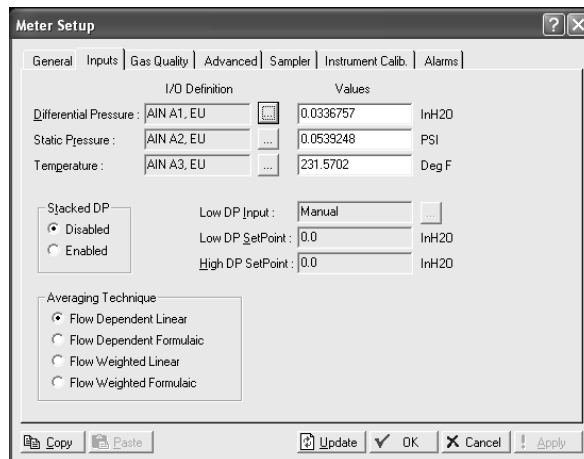 Meter Setup
General Inputs Gas Quality Advanced Sampler Instrument Calib. Alarms
I/O Definition Values
Differential Pressure : AIN A1, EU ... 0.0336757 InH2O
Static Pressure : AIN A2, EU ... 0.0539248 PSI
Temperature : AIN A3, EU ... 231.5702 Deg F
Stacked DP
Disabled
Enabled
Low DP Input : Manual ...
Low DP SetPoint : 0.0 InH2O
High DP SetPoint : 0.0 InH2O
Averaging Technique
Flow Dependent Linear
Flow Dependent Formulaic
Flow Weighted Linear
Flow Weighted Formulaic
Copy Paste Update OK Cancel ! Apply